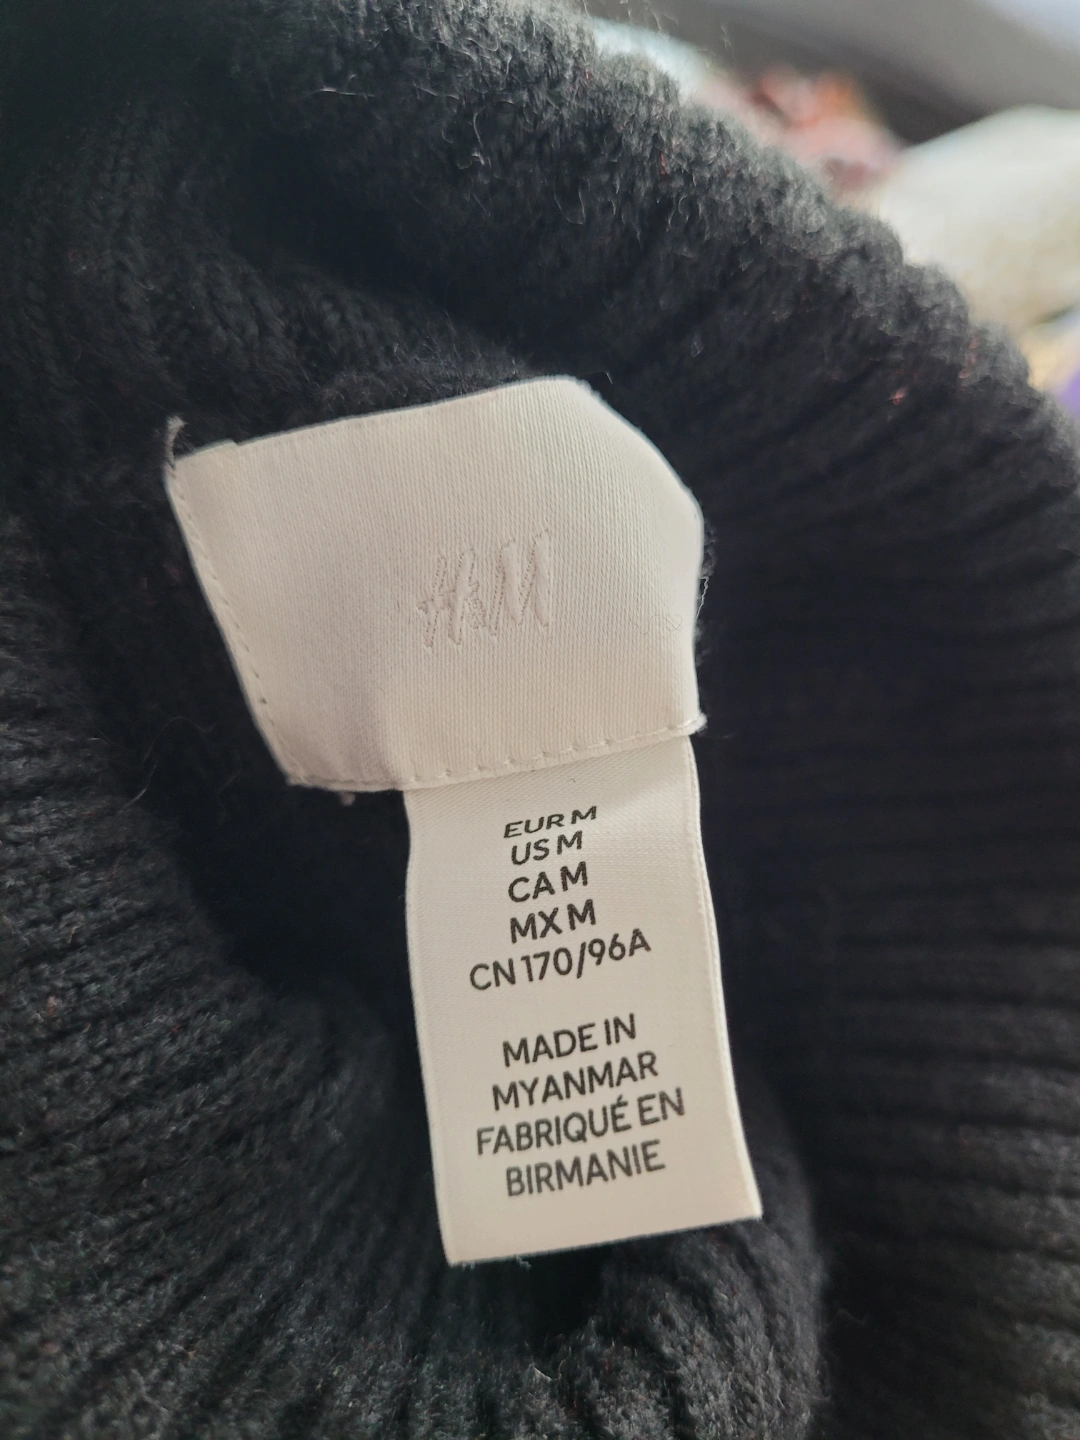 H&M
EUR M
US M
CA M
MX M
CN 170/96A
MADE IN
MYANMAR
FABRIQUÉ EN
BIRMANIE